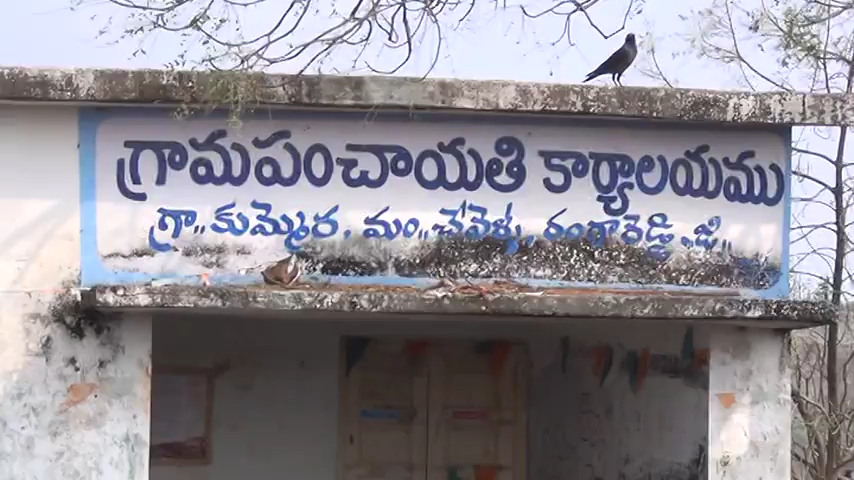 గ్రామపంచాయతి కార్యాలయము
గ్రా,, కుమ్మెర, మం,, చేవెళ్ళ, రంగారెడ్డి, జి,,